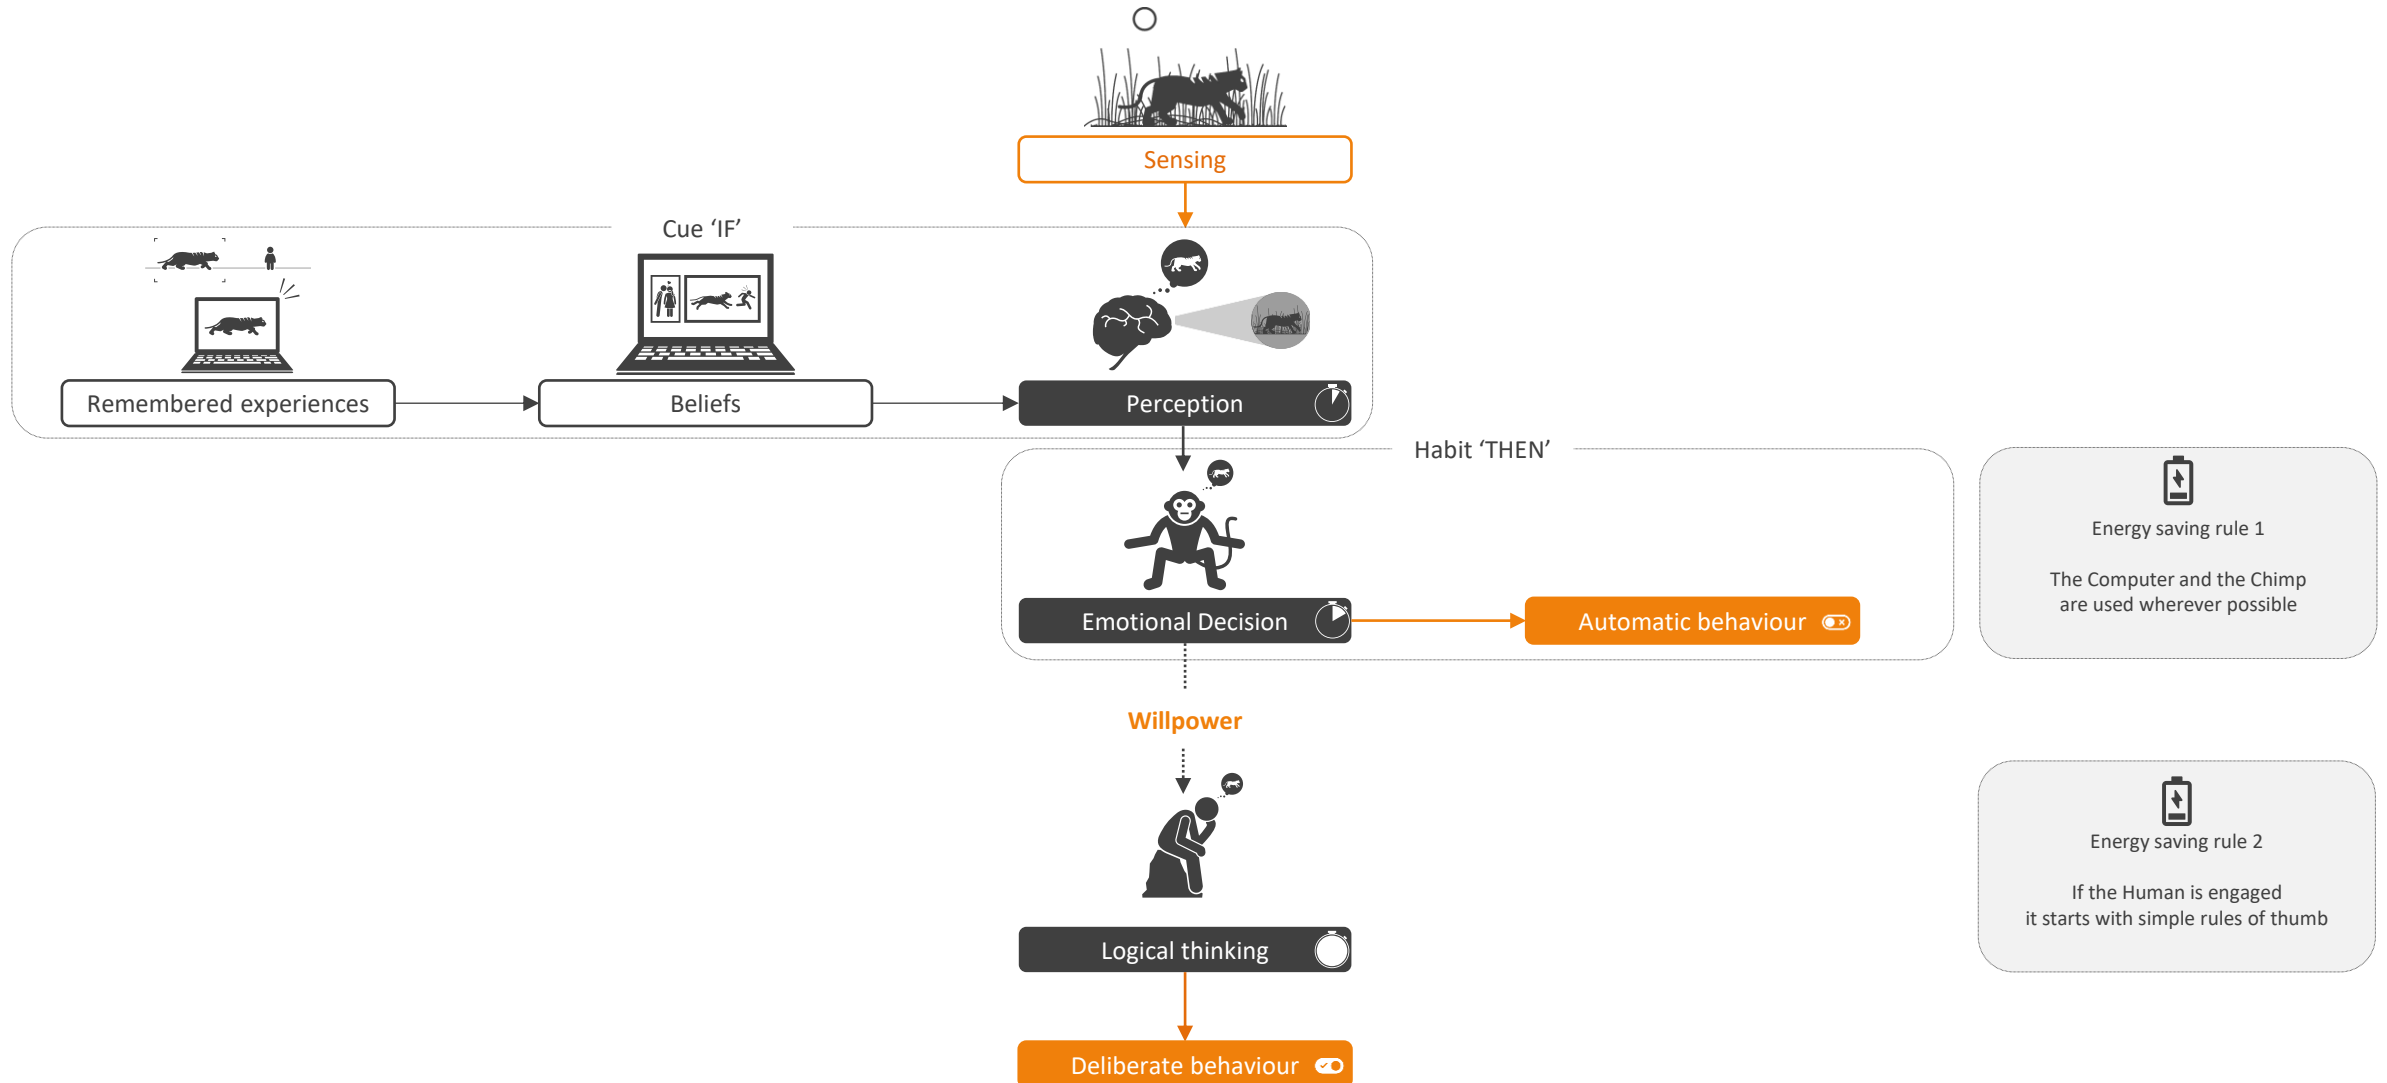 Sensing
Cue ‘IF’
Remembered experiences
Beliefs
Perception
Habit ‘THEN’
Emotional Decision
Automatic behaviour
Energy saving rule 1
The Computer and the Chimp
are used wherever possible
Willpower
Energy saving rule 2
If the Human is engaged
it starts with simple rules of thumb
Logical thinking
Deliberate behaviour